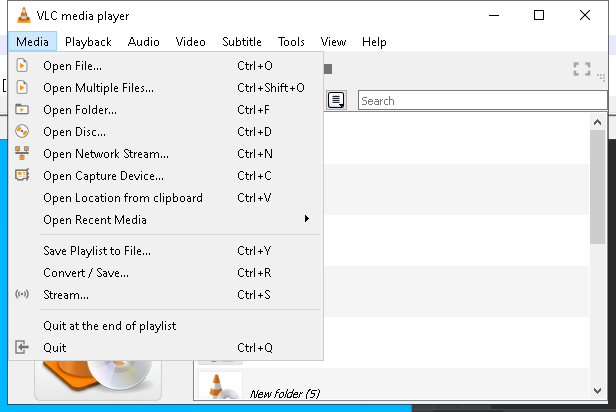 VLC media player
Media Playback Audio Video Subtitle Tools View Help
Open File... Ctrl+O
Open Multiple Files... Ctrl+Shift+O
Open Folder... Ctrl+F
Search
Open Disc... Ctrl+D
Open Network Stream... Ctrl+N
Open Capture Device... Ctrl+C
Open Location from clipboard Ctrl+V
Open Recent Media
Save Playlist to File... Ctrl+Y
Convert / Save... Ctrl+R
Stream... Ctrl+S
Quit at the end of playlist
Quit Ctrl+Q
New folder (5)